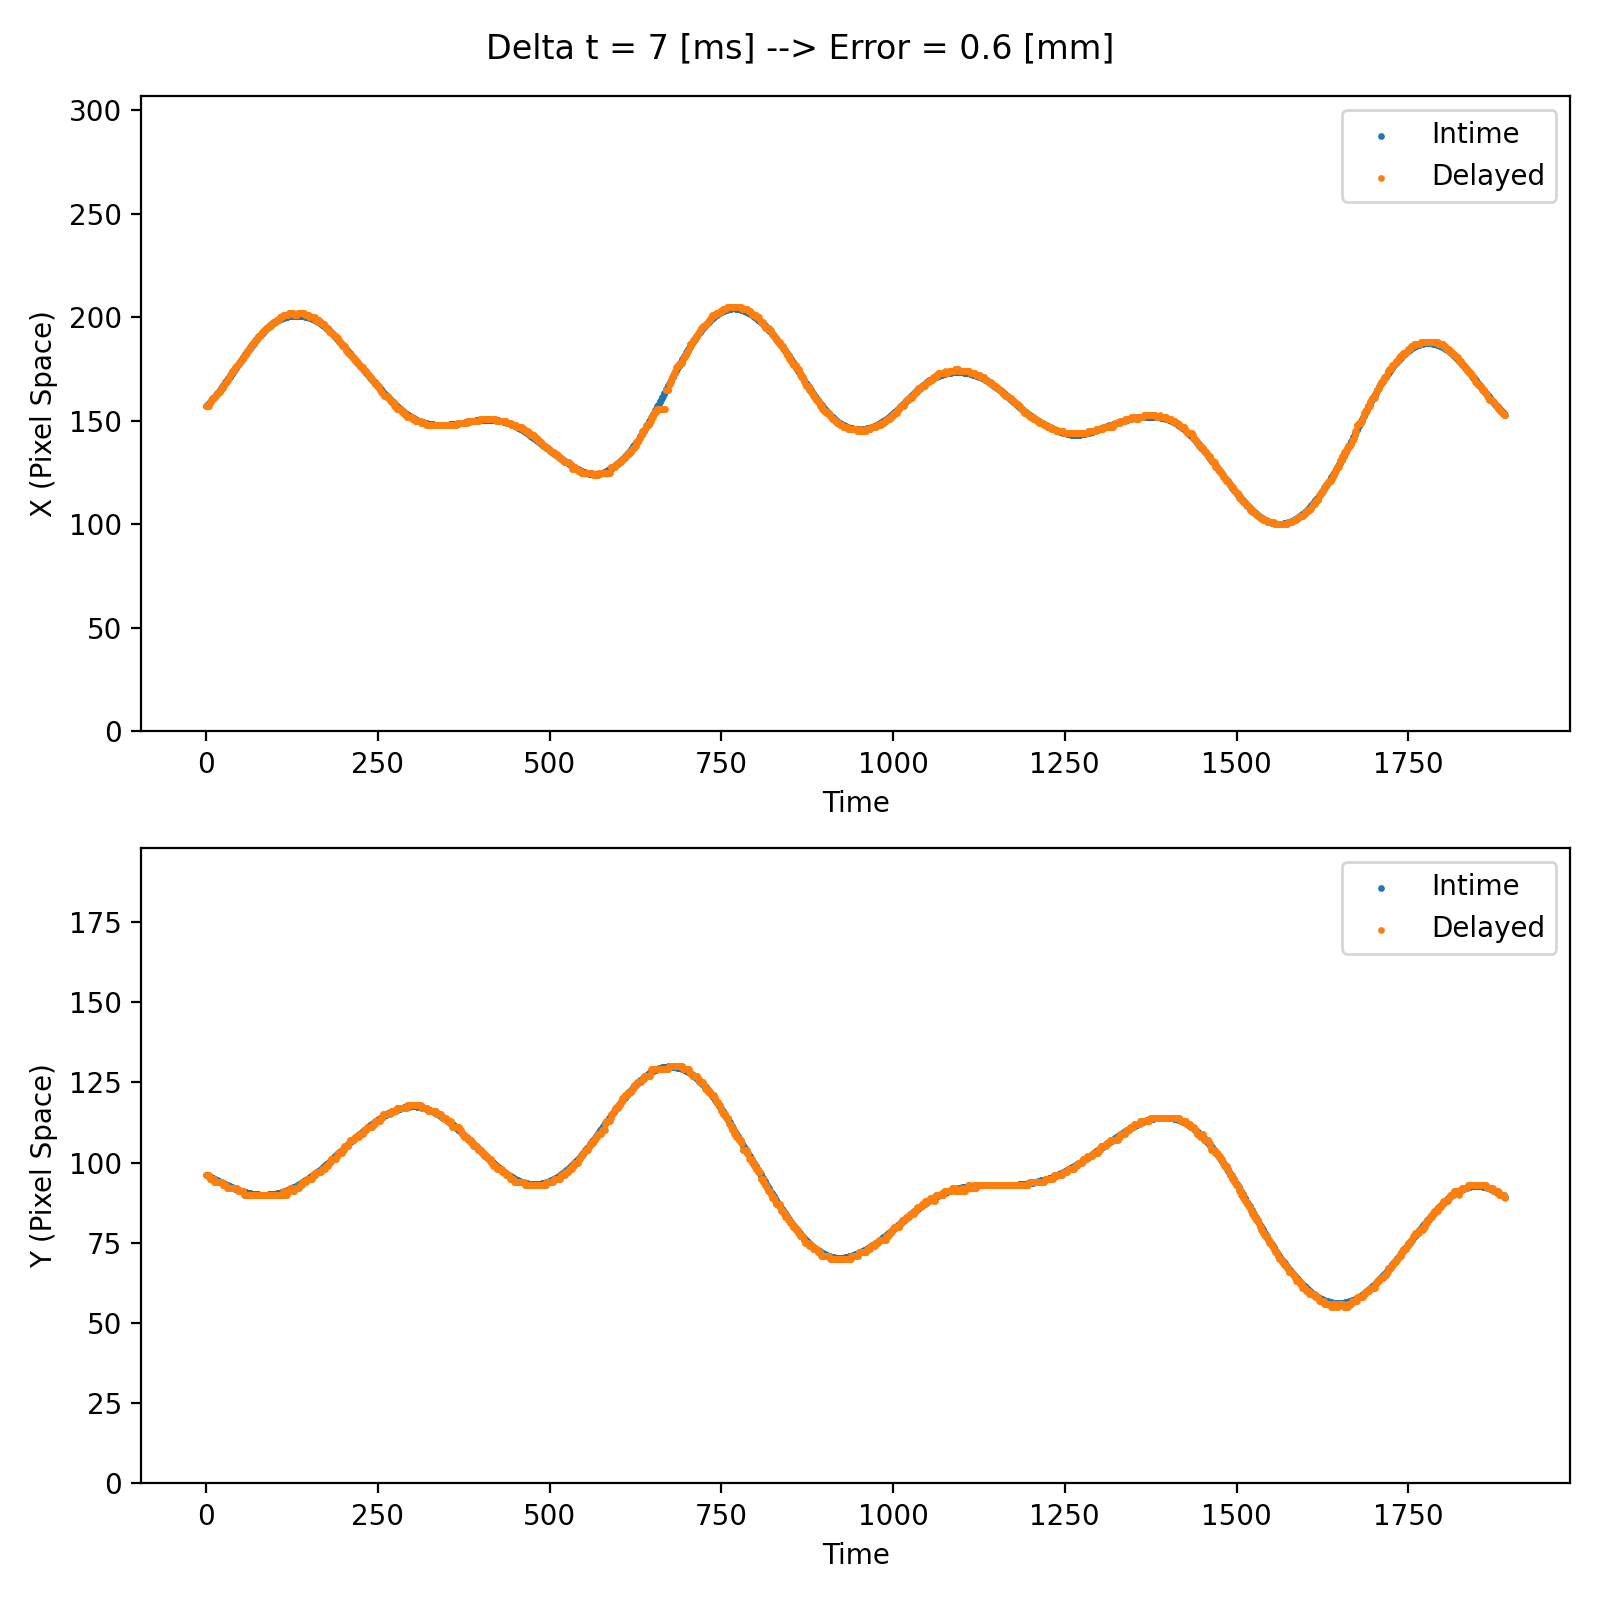 Delta t = 7 [ms] --> Error = 0.6 [mm]
300
250
200
150
100
50
0
X (Pixel Space)
Intime
Delayed
0 250 500 750 1000 1250 1500 1750
Time
175
150
125
100
75
50
25
0
Y (Pixel Space)
Intime
Delayed
0 250 500 750 1000 1250 1500 1750
Time